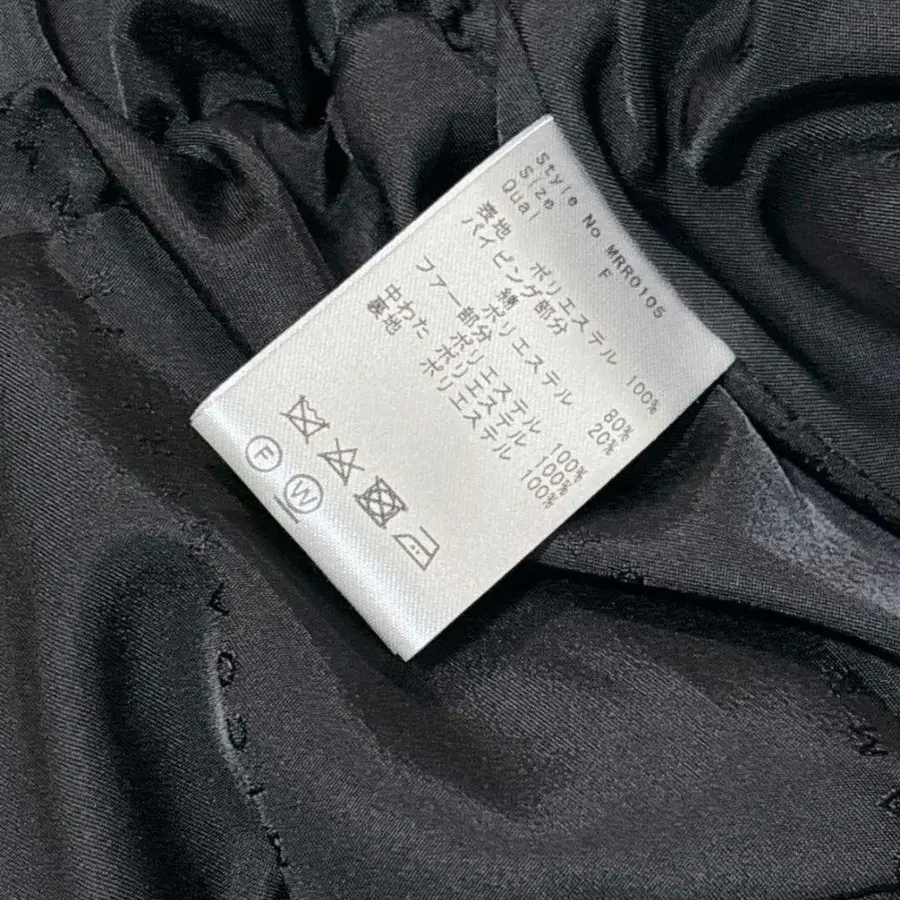 Style No MRR0105
Size F
Qual
表地 ポリエステル 100%
パイピング部分
綿 80%
ポリエステル 20%
ファー部分
ポリエステル 100%
中わた ポリエステル 100%
裏地 ポリエステル 100%
F
W